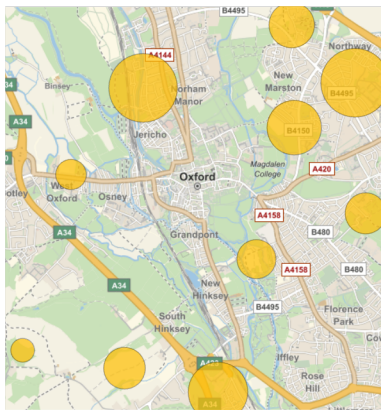 B4495
A34
A4144
Northway
Binsey
Norham
Manor
New
Marston
B4495
A34
Jericho
B4150
Magdalen
College
A420
West
Oxford
Oxford
Osney
A4158
B480
A34
Grandpont
A4158
B480
A34
New
Hinksey
B4495
South
Hinksey
Florence
Park
Iffley
Rose
Hill
A34